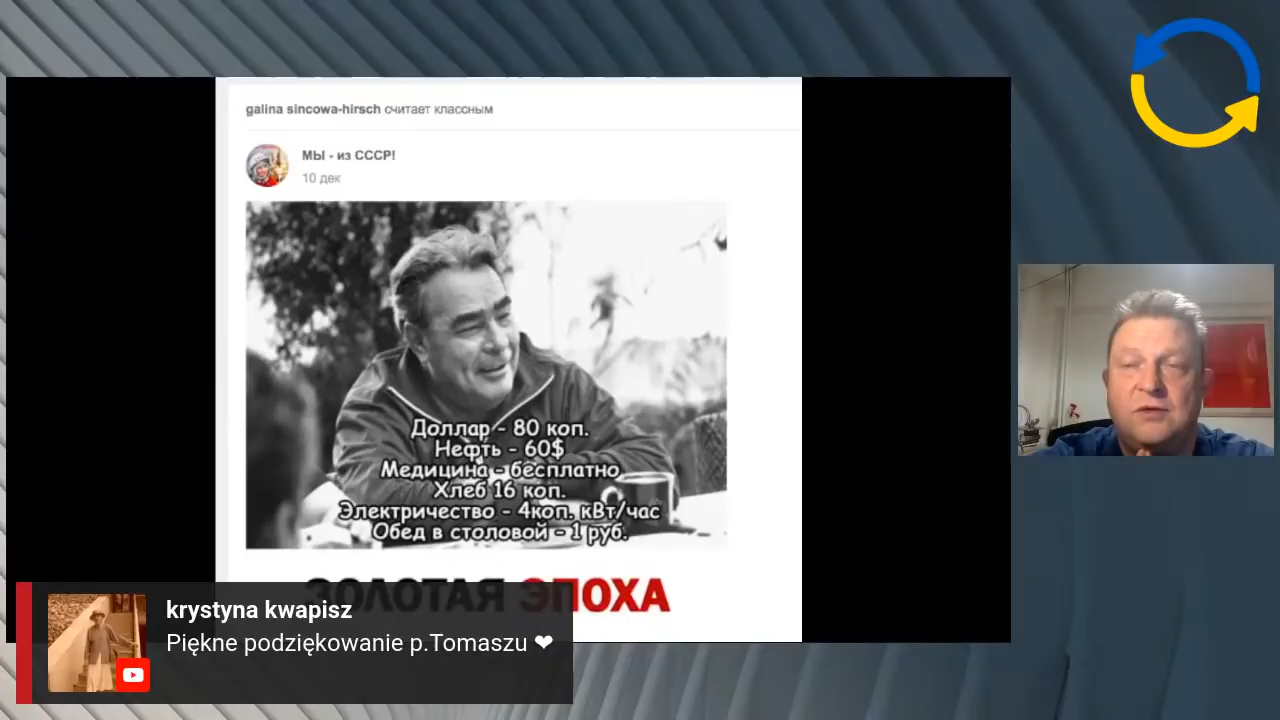 galina sincowa-hirsch считает классным
МЫ - из СССР!
10 дек
Доллар - 80 коп.
Нефть - 60$
Медицина - бесплатно
Хлеб 16 коп.
Электричество - 4коп. кВт/час
Обед в столовой - 1 руб.
ЗОЛОТАЯ ЭПОХА
krystyna kwapisz
Piękne podziękowanie p.Tomaszu ❤